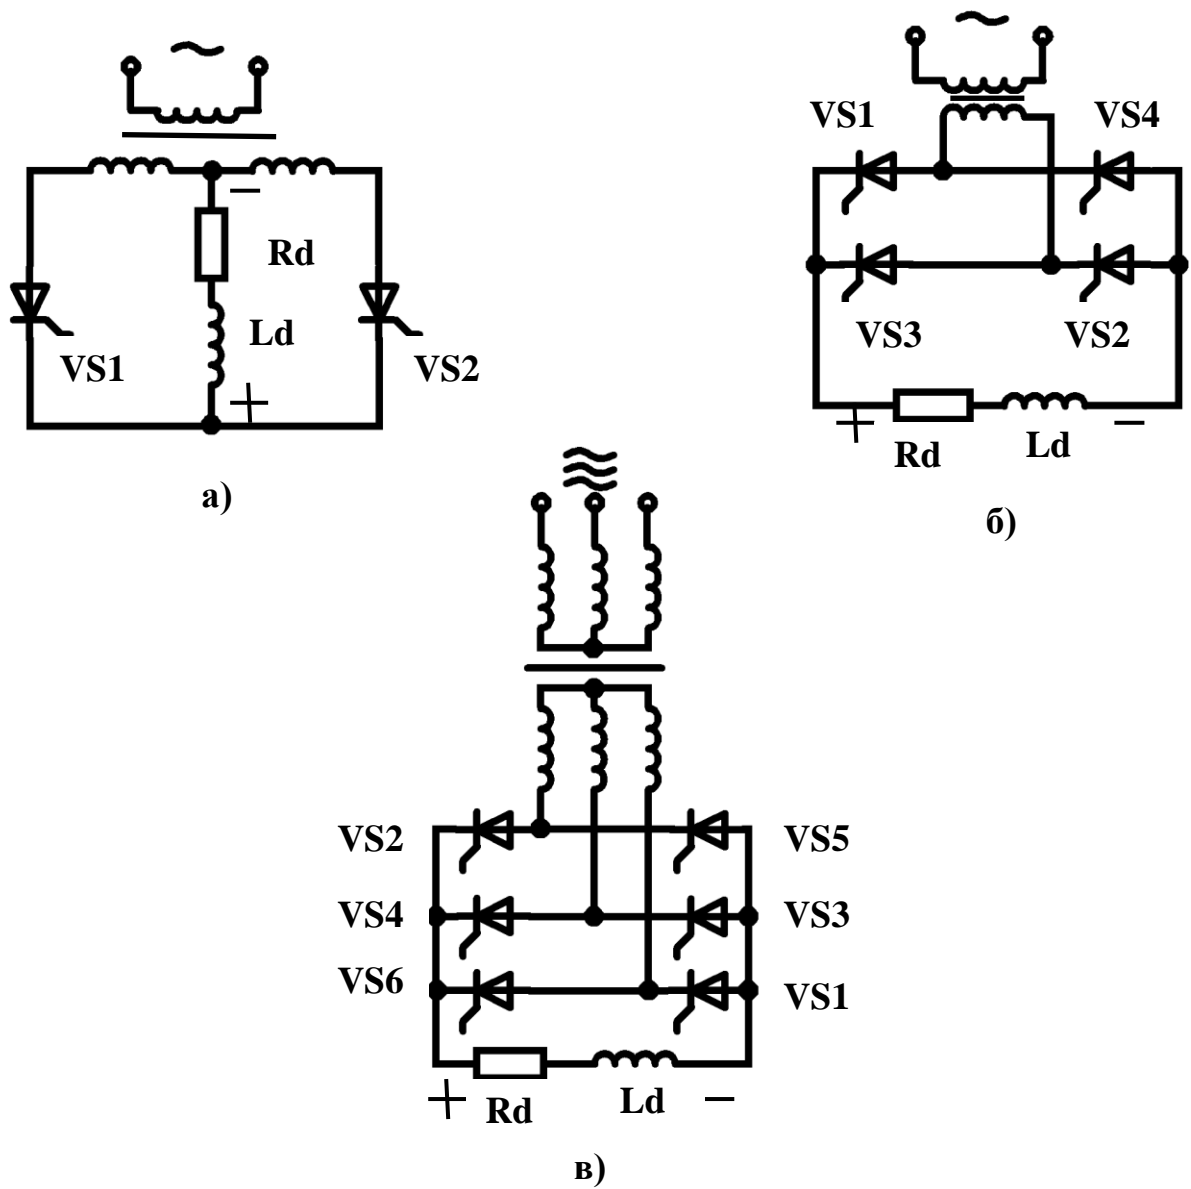 VS1 VS4
Rd
Ld
VS1 VS2
VS3 VS2
Rd Ld
а)
б)
VS2 VS5
VS4 VS3
VS6 VS1
Rd Ld
в)